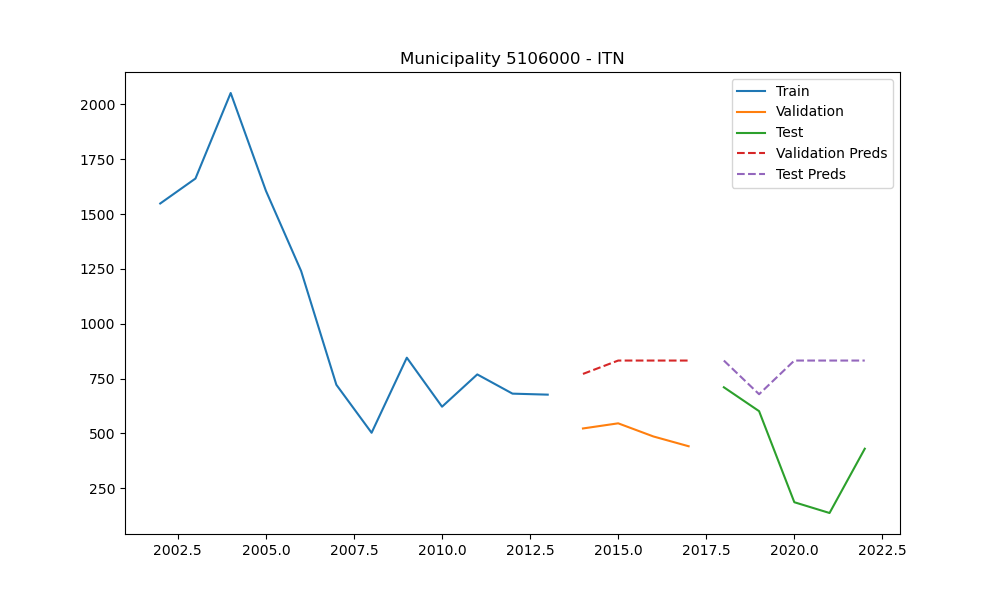 Municipality 5106000 - ITN
Train
Validation
Test
Validation Preds
Test Preds
2000
1750
1500
1250
1000
750
500
250
2002.5 2005.0 2007.5 2010.0 2012.5 2015.0 2017.5 2020.0 2022.5